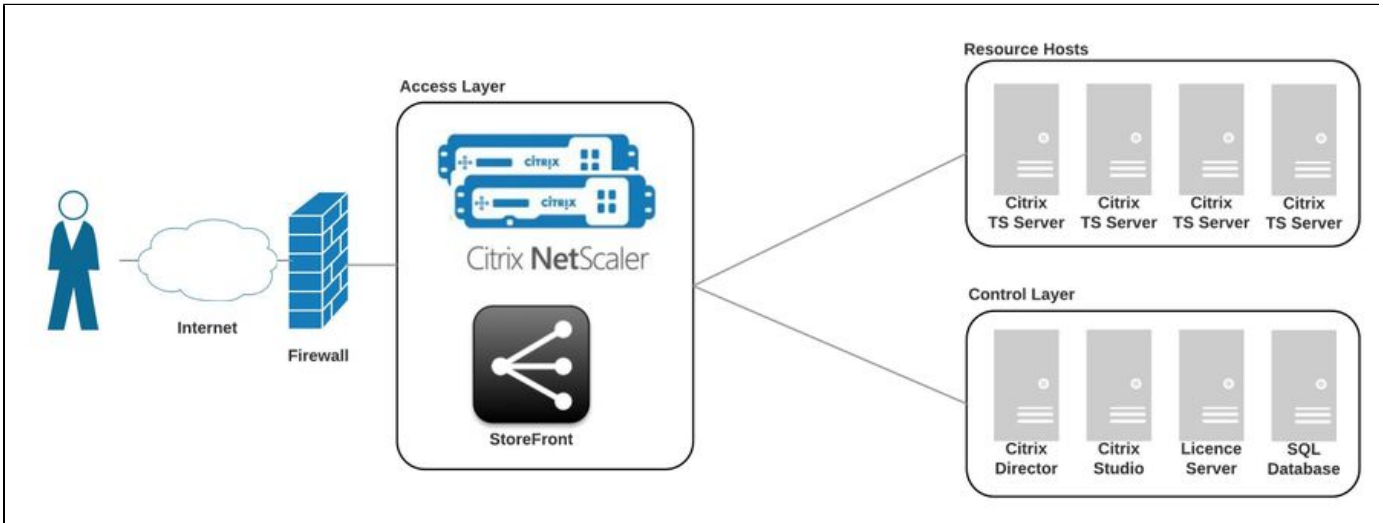 Resource Hosts
Access Layer
CITRIX
CITRIX
Citrix NetScaler
StoreFront
Internet
Firewall
Citrix
TS Server
Citrix
TS Server
Citrix
TS Server
Citrix
TS Server
Control Layer
Citrix
Director
Citrix
Studio
Licence
Server
SQL
Database